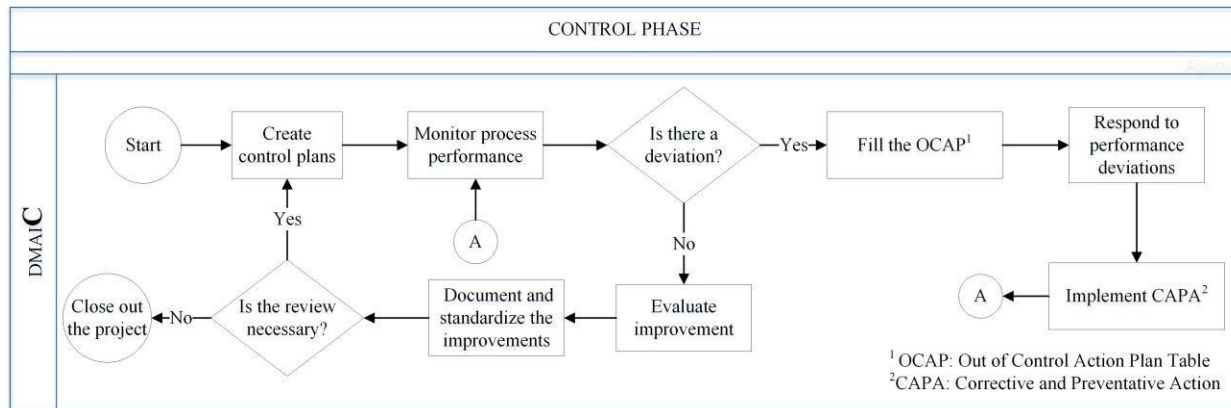 CONTROL PHASE
DMAIC
Start
Create
control plans
Monitor process
performance
Is there a
deviation?
Yes
Fill the OCAP¹
Respond to
performance
deviations
Yes
A
No
Close out
the project
No
Is the review
necessary?
Document and
standardize the
improvements
Evaluate
improvement
A
Implement CAPA²
¹ OCAP: Out of Control Action Plan Table
²CAPA: Corrective and Preventative Action